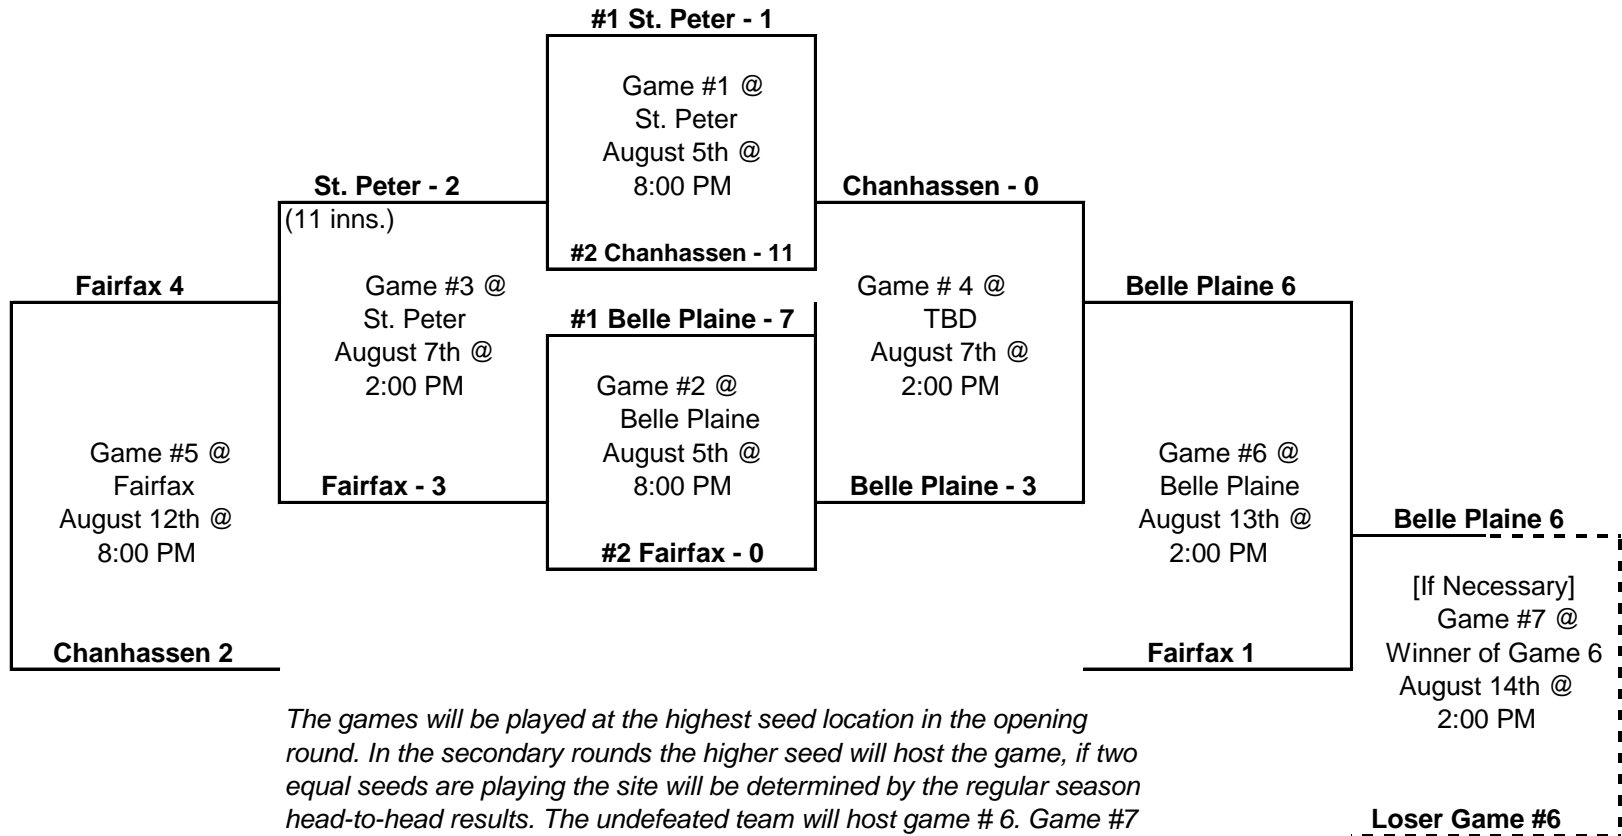 #1 St. Peter - 1
Game #1 @
St. Peter
August 5th @
8:00 PM
St. Peter - 2
(11 inns.)
Chanhassen - 0
#2 Chanhassen - 11
Fairfax 4
Game #3 @
St. Peter
August 7th @
2:00 PM
#1 Belle Plaine - 7
Game # 4 @
TBD
August 7th @
2:00 PM
Belle Plaine 6
Game #2 @
Belle Plaine
August 5th @
8:00 PM
Game #5 @
Fairfax
August 12th @
8:00 PM
Fairfax - 3
Belle Plaine - 3
Game #6 @
Belle Plaine
August 13th @
2:00 PM
#2 Fairfax - 0
Belle Plaine 6
[If Necessary]
Game #7 @
Winner of Game 6
August 14th @
2:00 PM
Chanhassen 2
Fairfax 1
The games will be played at the highest seed location in the opening
round. In the secondary rounds the higher seed will host the game, if two
equal seeds are playing the site will be determined by the regular season
head-to-head results. The undefeated team will host game # 6. Game #7
Loser Game #6